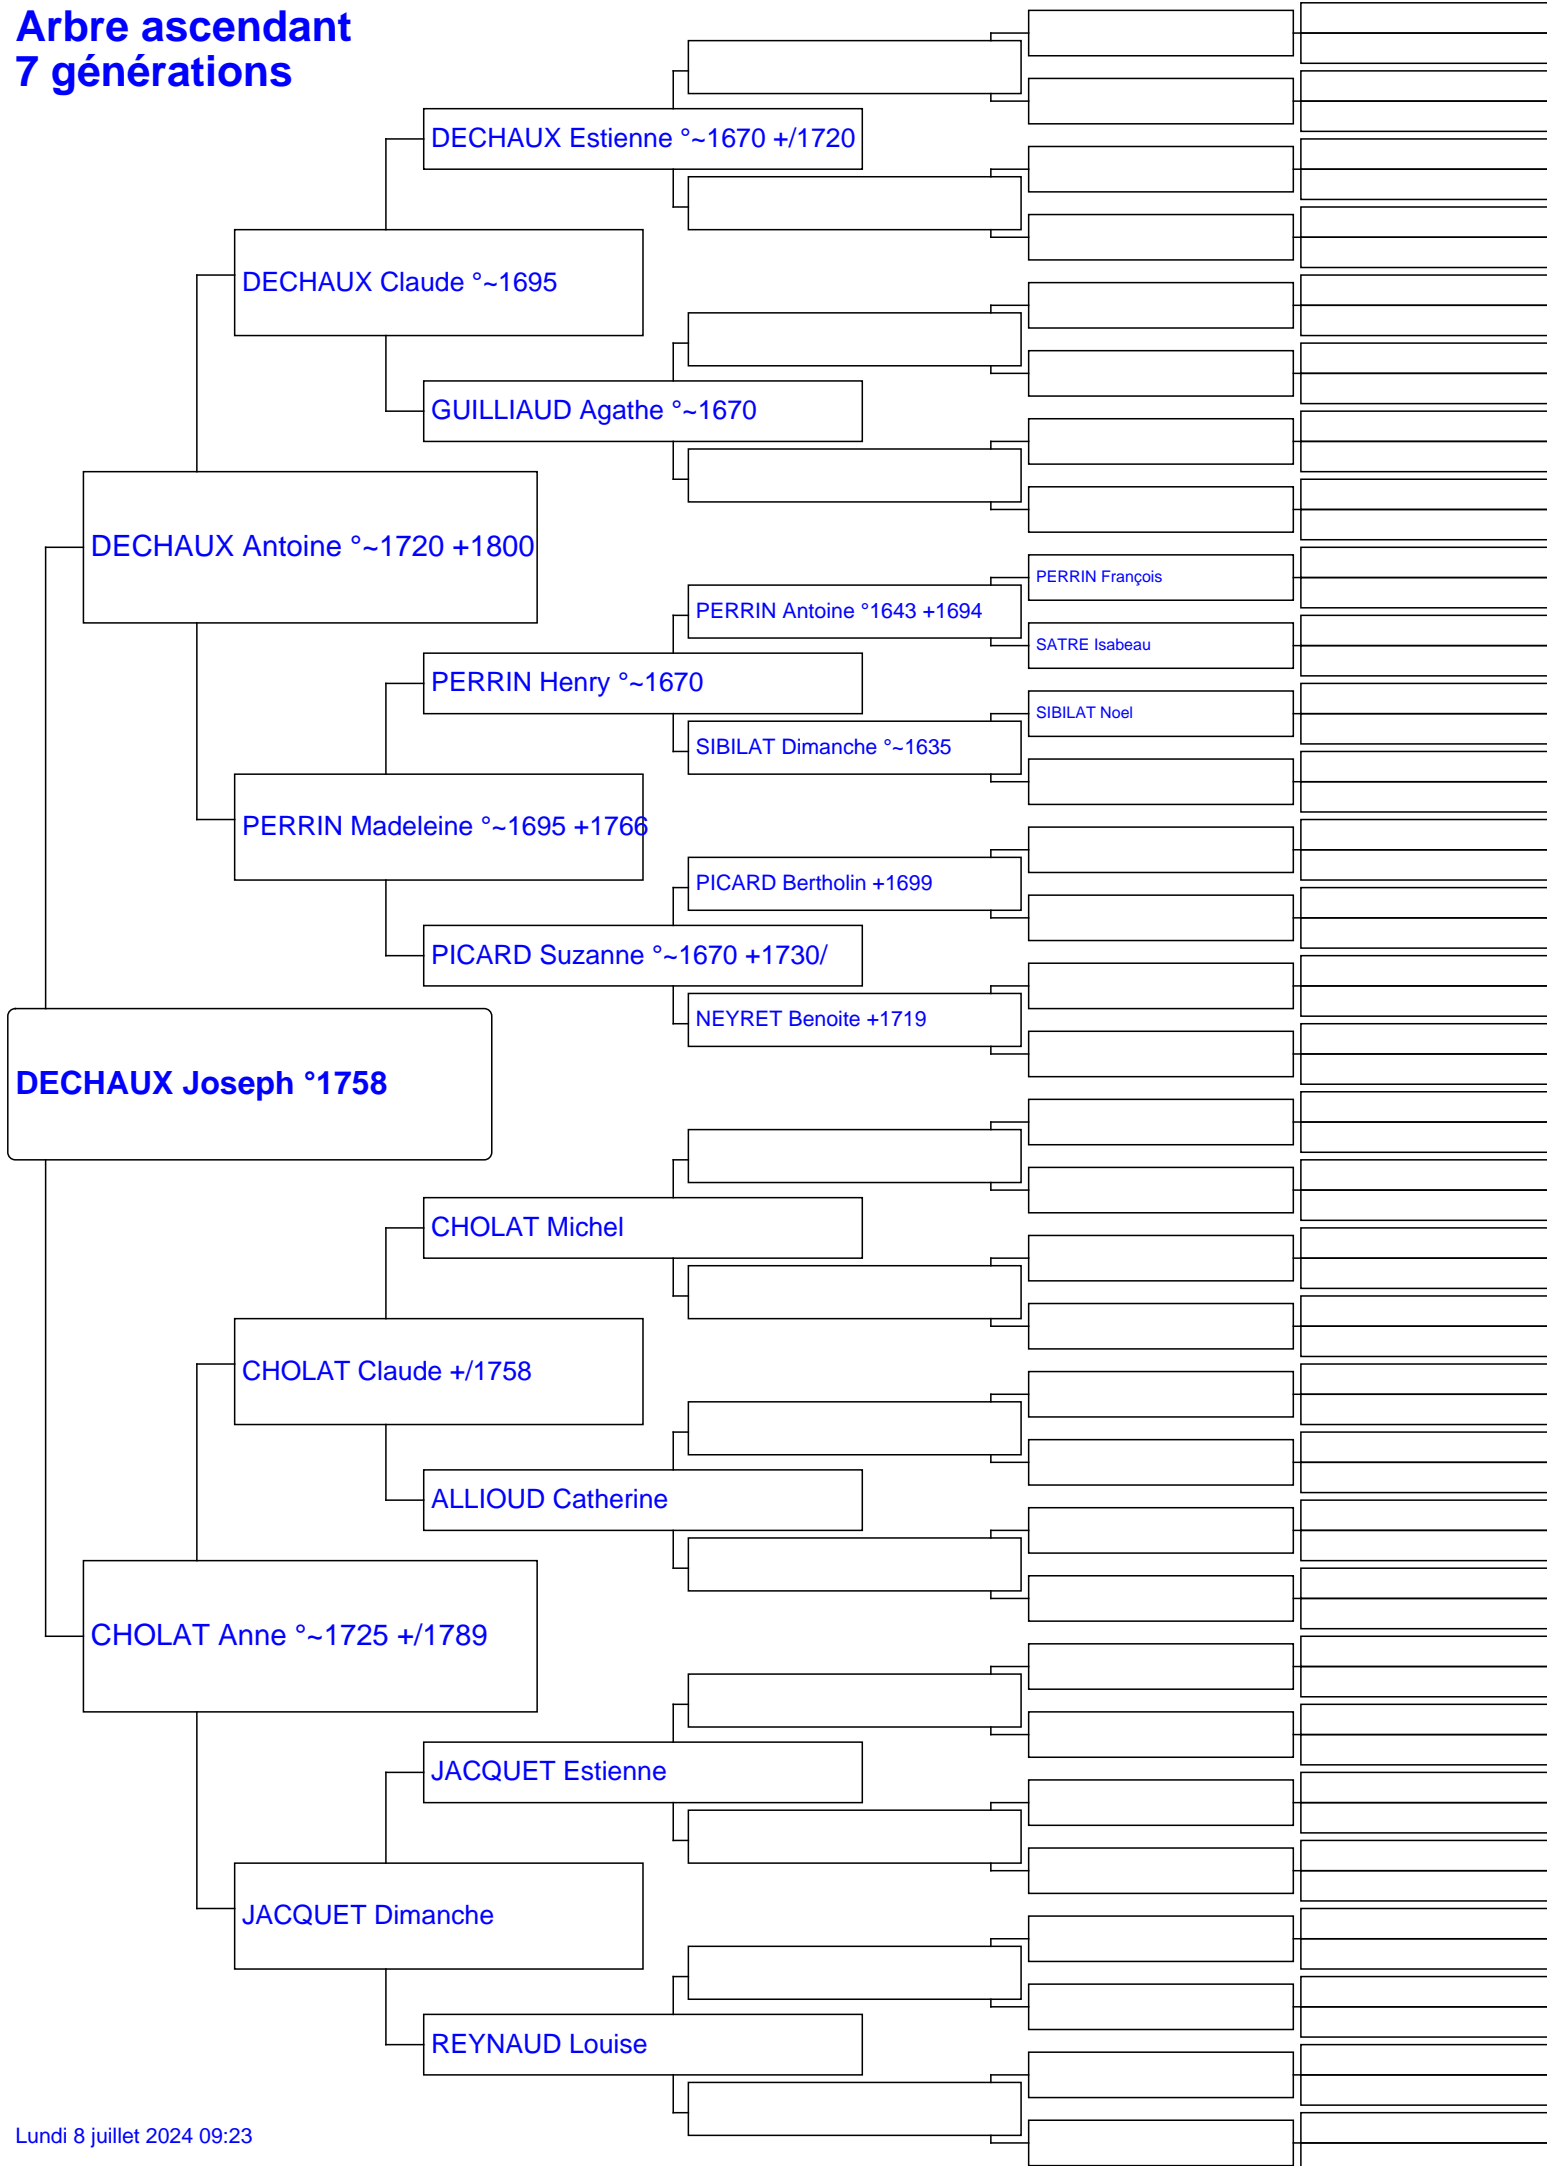 Arbre ascendant
7 générations
DECHAUX Estienne °~1670 +/1720
DECHAUX Claude °~1695
GUILLIAUD Agathe °~1670
DECHAUX Antoine °~1720 +1800
PERRIN François
PERRIN Antoine °1643 +1694
SATRE Isabeau
PERRIN Henry °~1670
SIBILAT Noel
SIBILAT Dimanche °~1635
PERRIN Madeleine °~1695 +1766
PICARD Bertholin +1699
PICARD Suzanne °~1670 +1730/
NEYRET Benoite +1719
DECHAUX Joseph °1758
CHOLAT Michel
CHOLAT Claude +/1758
ALLIOUD Catherine
CHOLAT Anne °~1725 +/1789
JACQUET Estienne
JACQUET Dimanche
REYNAUD Louise
Lundi 8 juillet 2024 09:23